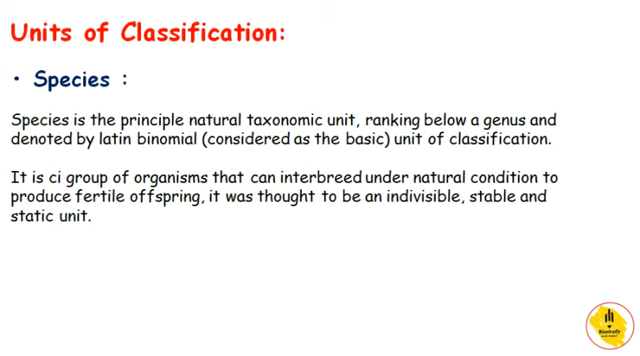 Units of Classification:
• Species :
Species is the principle natural taxonomic unit, ranking below a genus and
denoted by latin binomial (considered as the basic) unit of classification.
It is ci group of organisms that can interbreed under natural condition to
produce fertile offspring, it was thought to be an indivisible, stable and
static unit.